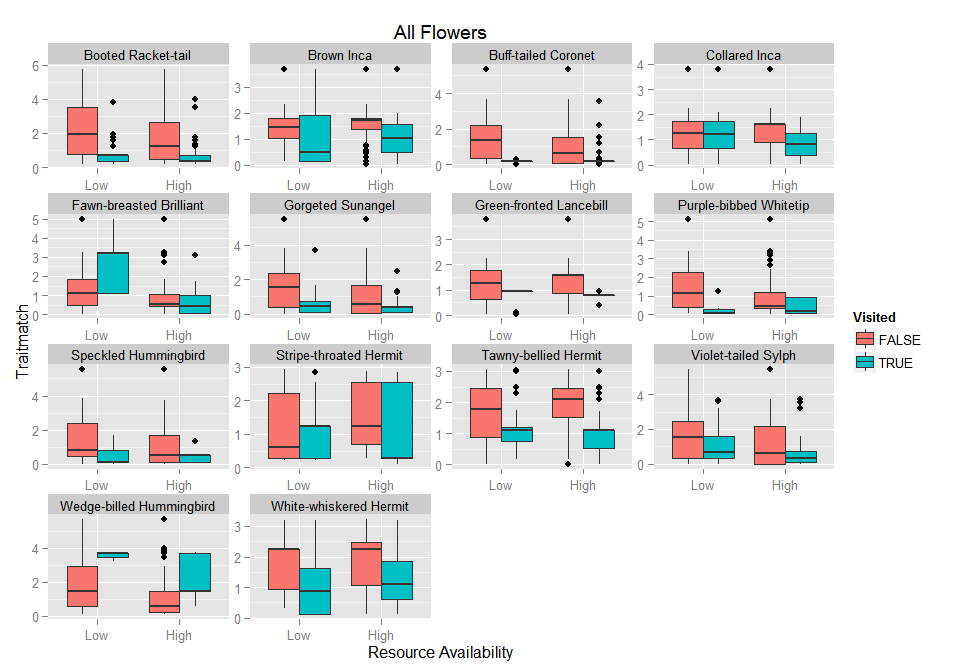 All Flowers
Booted Racket-tail Brown Inca Buff-tailed Coronet Collared Inca
6 4 2 0
3 2 1 0
4 2 0
4 3 2 1 0
Low High Low High Low High Low High
Fawn-breasted Brilliant Gorgeted Sunangel Green-fronted Lancebill Purple-bibbed Whitetip
5 4 3 2 1 0
4 2 0
3 2 1 0
5 4 3 2 1 0
Low High Low High Low High Low High
Speckled Hummingbird Stripe-throated Hermit Tawny-bellied Hermit Violet-tailed Sylph
4 2 0
2 1 0
3 2 1 0
4 2 0
Low High Low High Low High Low High
Wedge-billed Hummingbird White-whiskered Hermit
4 2 0
3 2 1 0
Low High Low High
Traitmatch
Resource Availability
Visited
FALSE
TRUE